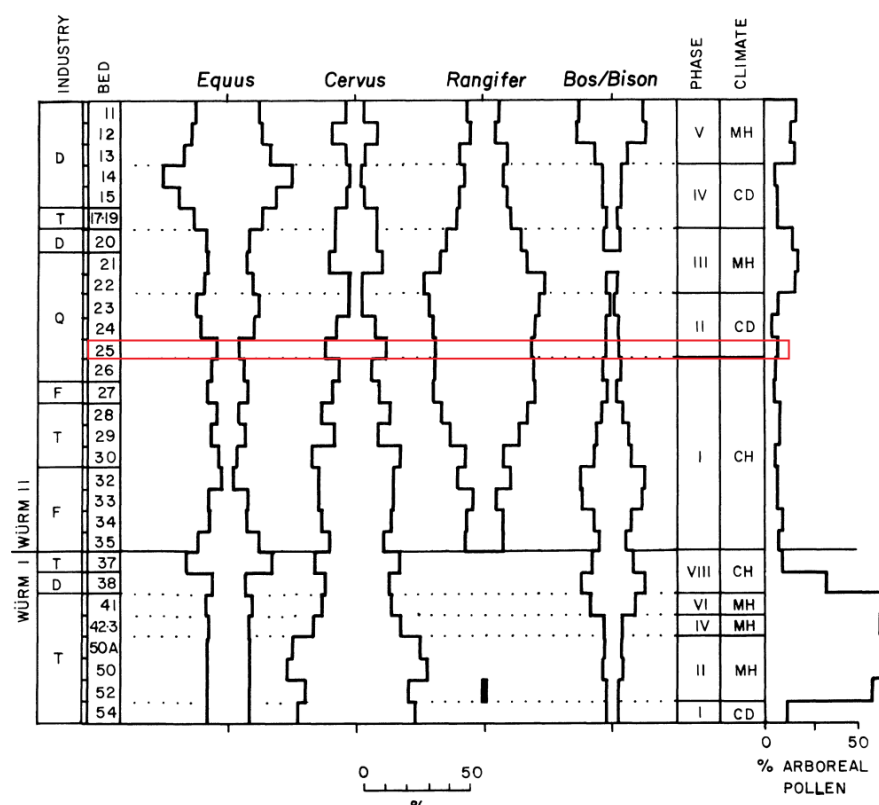 INDUSTRY BED Equus Cervus Rangifer Bos/Bison PHASE CLIMATE
11
12 V MH
D 13
14
15 IV CD
T 17-19
D 20
21 III MH
22
23
Q 24 II CD
25
26
F 27
28
T 29
30 I CH
32
WÜRM II F 33
34
35
T 37 VIII CH
WÜRM I D 38
41 VI MH
42·3 IV MH
50A
T 50 II MH
52
54 I CD
0 50
%
0 50
% ARBOREAL
POLLEN